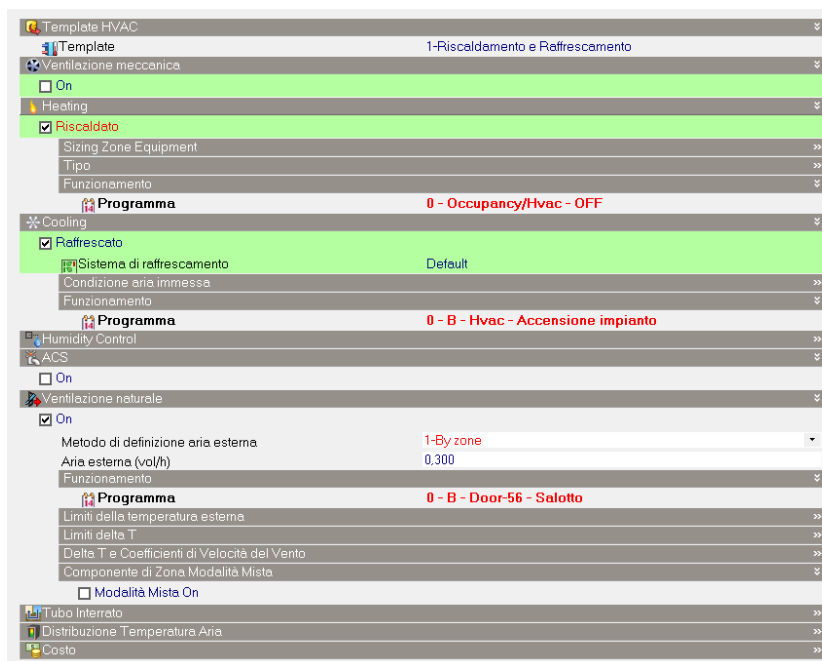 Template HVAC
Template 1-Riscaldamento e Raffrescamento
Ventilazione meccanica
On
Heating
Riscaldato
Sizing Zone Equipment
Tipo
Funzionamento
14 Programma 0 - Occupancy/Hvac - OFF
Cooling
Raffrescato
Sistema di raffrescamento Default
Condizione aria immessa
Funzionamento
14 Programma 0 - B - Hvac - Accensione impianto
Humidity Control
ACS
On
Ventilazione naturale
On
Metodo di definizione aria esterna 1-By zone
Aria esterna (vol/h) 0,300
Funzionamento
14 Programma 0 - B - Door-56 - Salotto
Limiti della temperatura esterna
Limiti delta T
Delta T e Coefficienti di Velocità del Vento
Componente di Zona Modalità Mista
Modalità Mista On
Tubo Interrato
Distribuzione Temperatura Aria
Costo